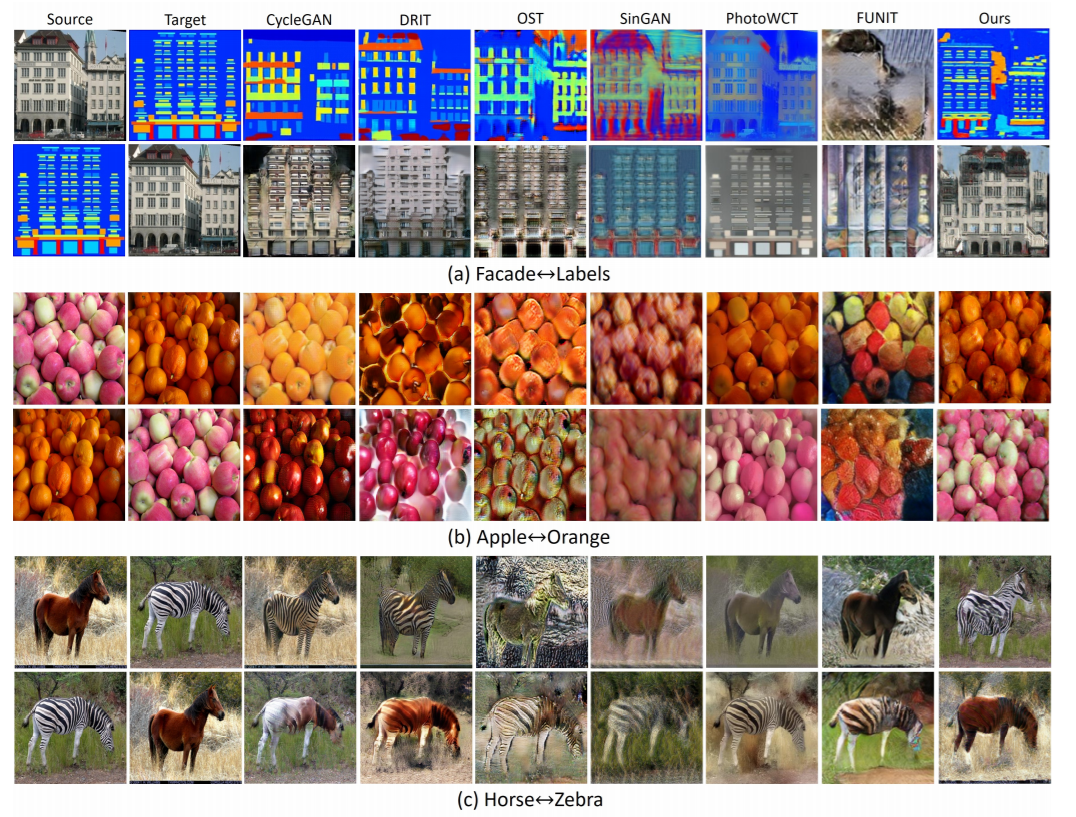 Source Target CycleGAN DRIT OST SinGAN PhotoWCT FUNIT Ours
(a) Facade↔Labels
(b) Apple↔Orange
(c) Horse↔Zebra